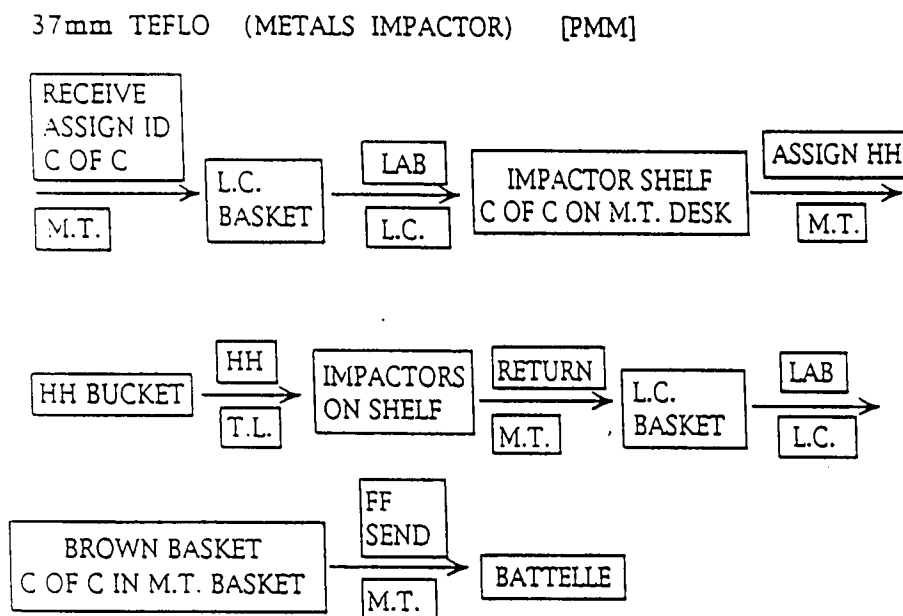 37mm TEFLO (METALS IMPACTOR) [PMM]
RECEIVE
ASSIGN ID
C OF C
M.T.
L.C.
BASKET
LAB
L.C.
IMPACTOR SHELF
C OF C ON M.T. DESK
ASSIGN HH
M.T.
HH BUCKET
HH
T.L.
IMPACTORS
ON SHELF
RETURN
M.T.
L.C.
BASKET
LAB
L.C.
BROWN BASKET
C OF C IN M.T. BASKET
FF
SEND
M.T.
BATTELLE